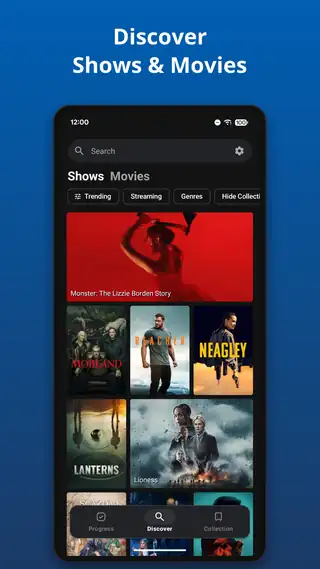 Discover
Shows & Movies
12:00
100
Search
Shows Movies
Trending Streaming Genres Hide Collecti
Monster: The Lizzie Borden Story
MOBLAND
REACHER
NEAGLEY
LANTERNS
Lioness
Progress Discover Collection